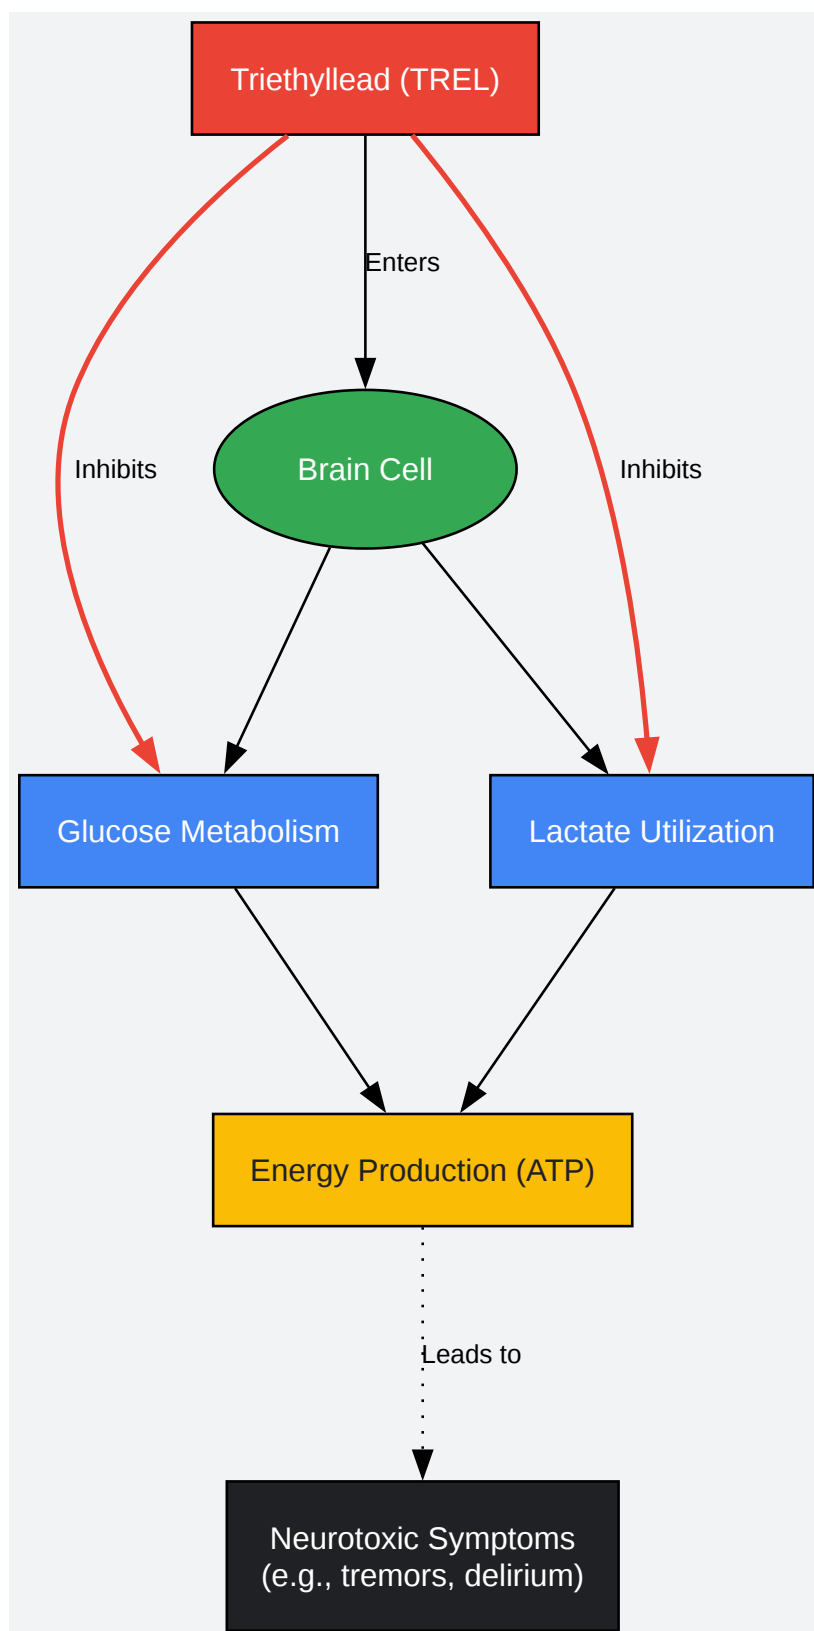 Triethyllead (TREL)
Enters
Inhibits
Brain Cell
Inhibits
Glucose Metabolism
Lactate Utilization
Energy Production (ATP)
Leads to
Neurotoxic Symptoms
(e.g., tremors, delirium)